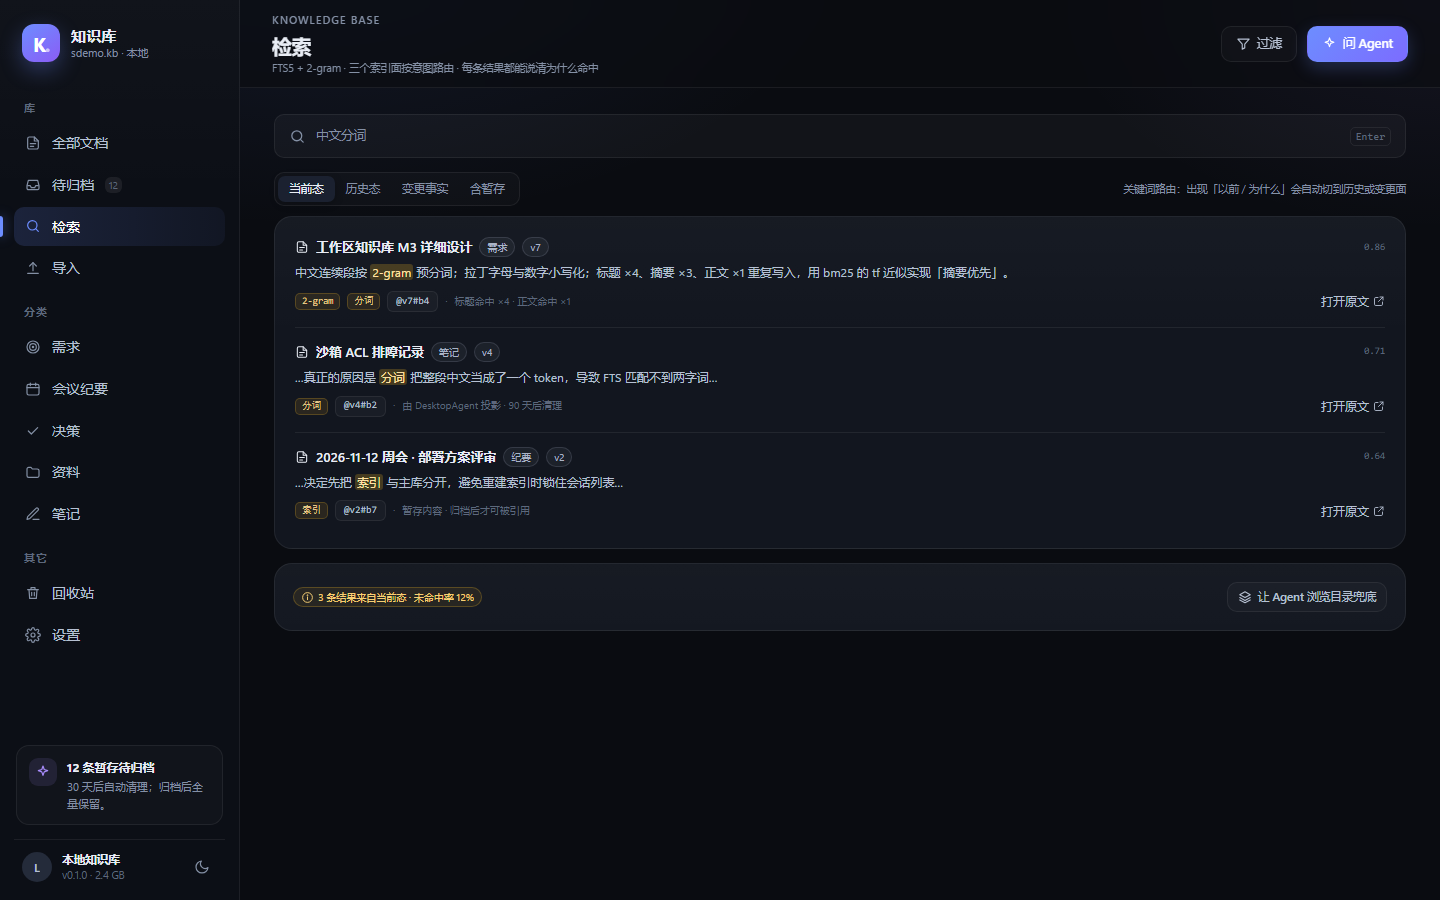 K.
知识库
sdemo.kb · 本地
库
全部文档
待归档 12
检索
导入
分类
需求
会议纪要
决策
资料
笔记
其它
回收站
设置
12 条暂存待归档
30 天后自动清理；归档后全
量保留。
L
本地知识库
v0.1.0 · 2.4 GB
KNOWLEDGE BASE
检索
FTS5 + 2-gram · 三个索引面按意图路由 · 每条结果都能说清为什么命中
过滤
问 Agent
中文分词
Enter
当前态 历史态 变更事实 含暂存
关键词路由：出现「以前 / 为什么」会自动切到历史或变更面
工作区知识库 M3 详细设计 需求 v7 0.86
中文连续段按 2-gram 预分词；拉丁字母与数字小写化；标题 ×4、摘要 ×3、正文 ×1 重复写入，用 bm25 的 tf 近似实现「摘要优先」。
2-gram 分词 @v7#b4 · 标题命中 ×4 · 正文命中 ×1 打开原文
沙箱 ACL 排障记录 笔记 v4 0.71
…真正的原因是 分词 把整段中文当成了一个 token，导致 FTS 匹配不到两字词…
分词 @v4#b2 · 由 DesktopAgent 投影 · 90 天后清理 打开原文
2026-11-12 周会 · 部署方案评审 纪要 v2 0.64
…决定先把 索引 与主库分开，避免重建索引时锁住会话列表…
索引 @v2#b7 · 暂存内容 · 归档后才可被引用 打开原文
3 条结果来自当前态 · 未命中率 12%
让 Agent 浏览目录兜底